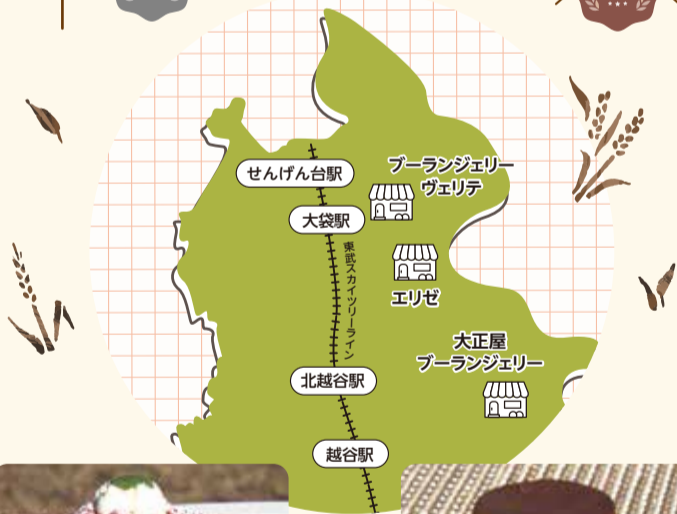 せんげん台駅
ブーランジェリー
ヴェリテ
大袋駅
東武スカイツリーライン
エリゼ
大正屋
ブーランジェリー
北越谷駅
越谷駅